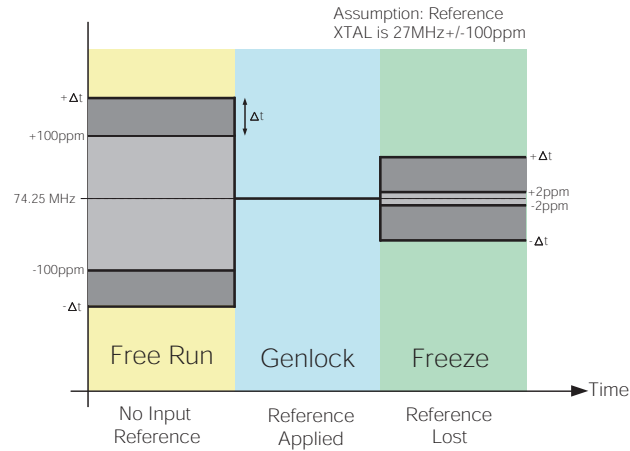 Assumption: Reference
XTAL is 27MHz+/-100ppm
+Δt
Δt
+100ppm
+Δt
+2ppm
74.25 MHz
-2ppm
-Δt
-100ppm
-Δt
Free Run
Genlock
Freeze
Time
No Input
Reference
Reference
Applied
Reference
Lost